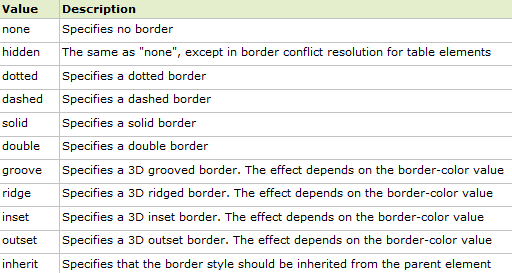 Value Description
none Specifies no border
hidden The same as "none", except in border conflict resolution for table elements
dotted Specifies a dotted border
dashed Specifies a dashed border
solid Specifies a solid border
double Specifies a double border
groove Specifies a 3D grooved border. The effect depends on the border-color value
ridge Specifies a 3D ridged border. The effect depends on the border-color value
inset Specifies a 3D inset border. The effect depends on the border-color value
outset Specifies a 3D outset border. The effect depends on the border-color value
inherit Specifies that the border style should be inherited from the parent element